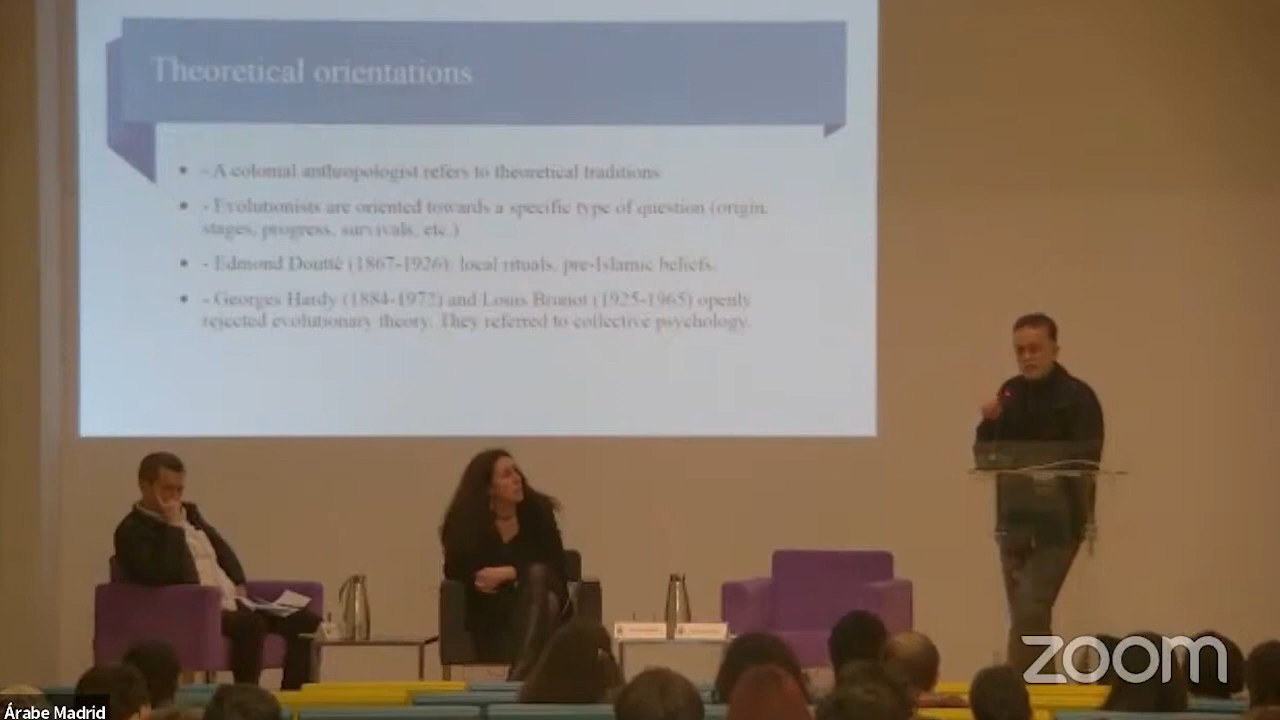 Theoretical orientations
• - A colonial anthropologist refers to theoretical traditions
• - Evolutionists are oriented towards a specific type of question (origin,
stages, progress, survivals, etc.)
• - Edmond Doutté (1867-1926): local rituals, pre-Islamic beliefs.
• - Georges Hardy (1884-1972) and Louis Brunot (1925-1965) openly
rejected evolutionary theory. They referred to collective psychology.
zoom
Árabe Madrid